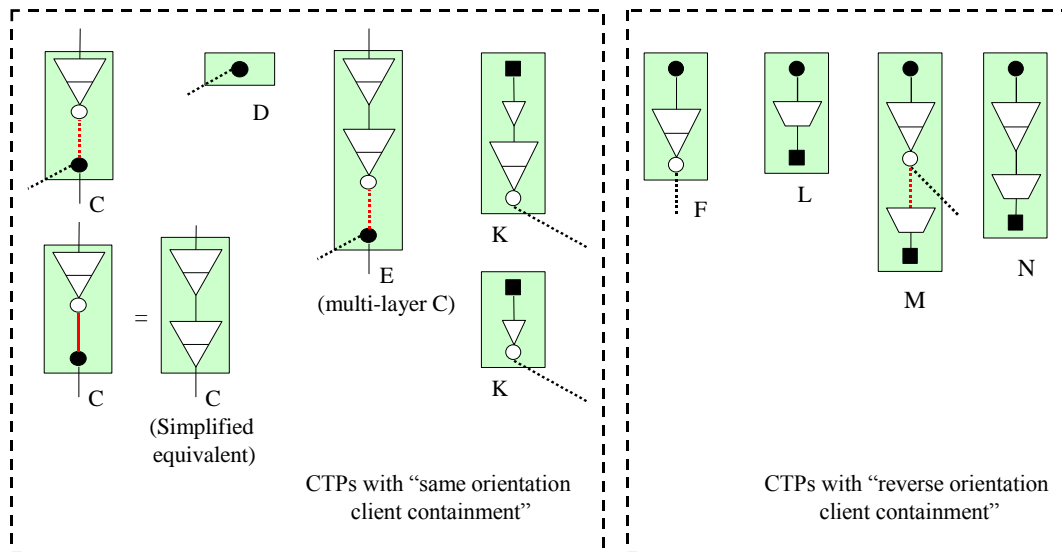 C
D
E
(multi-layer C)
K
F
L
M
N
=
C
C
(Simplified
equivalent)
K
CTPs with “same orientation
client containment”
CTPs with “reverse orientation
client containment”